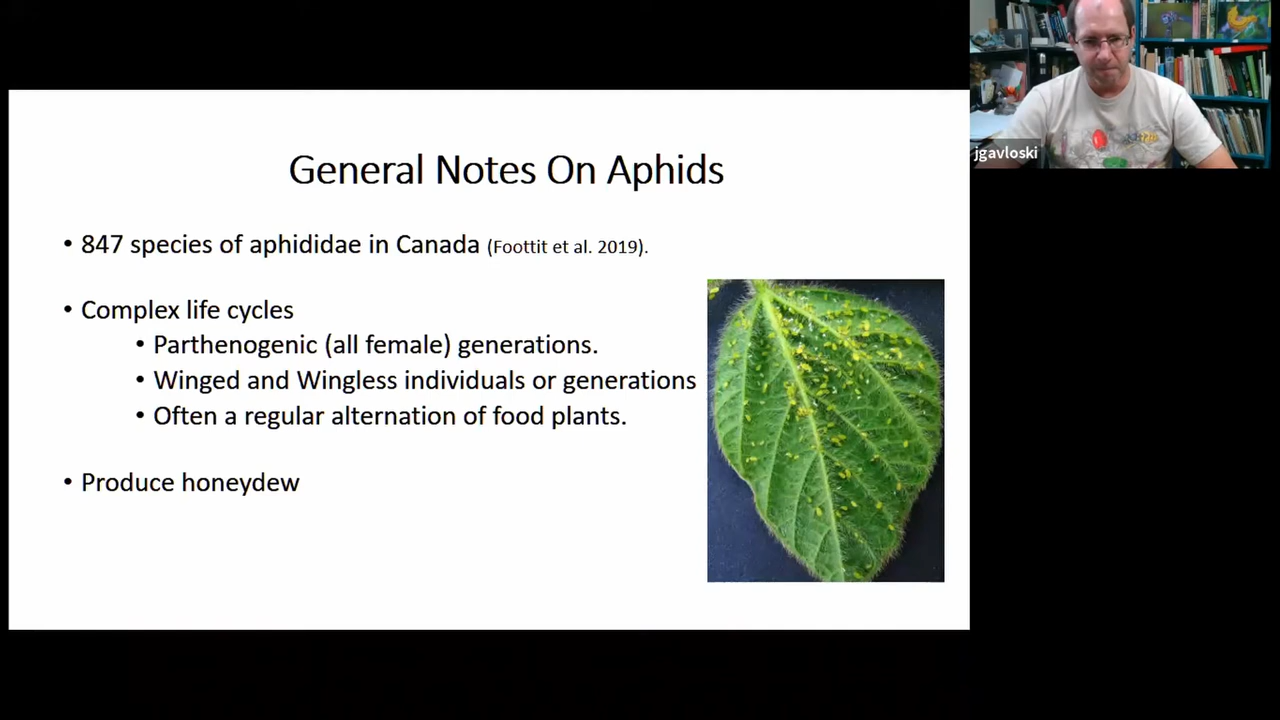 General Notes On Aphids
• 847 species of aphididae in Canada (Foottit et al. 2019).
• Complex life cycles
• Parthenogenic (all female) generations.
• Winged and Wingless individuals or generations
• Often a regular alternation of food plants.
• Produce honeydew
jgavloski